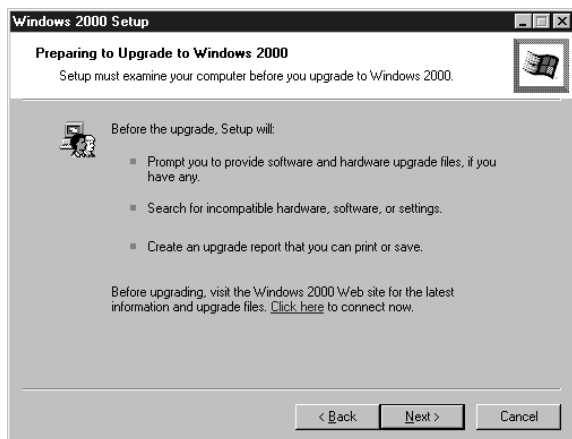 Windows 2000 Setup
Preparing to Upgrade to Windows 2000
Setup must examine your computer before you upgrade to Windows 2000.
Before the upgrade, Setup will:
Prompt you to provide software and hardware upgrade files, if you
have any.
Search for incompatible hardware, software, or settings.
Create an upgrade report that you can print or save.
Before upgrading, visit the Windows 2000 Web site for the latest
information and upgrade files. Click here to connect now.
< Back Next > Cancel